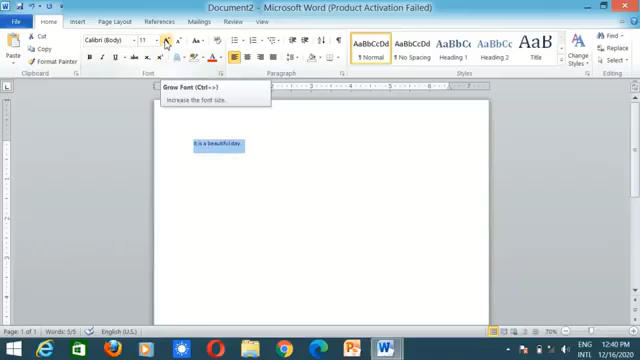 Document2 - Microsoft Word (Product Activation Failed)
File Home Insert Page Layout References Mailings Review View
Cut
Copy
Format Painter
Paste
Clipboard
Calibri (Body) 11
Font
Paragraph
AaBbCcDd AaBbCcDd AaBbC AaBbCc AaB
¶ Normal ¶ No Spaci... Heading 1 Heading 2 Title
Change
Styles
Styles
Find
Replace
Select
Editing
Grow Font (Ctrl+>)
Increase the font size.
It is a beautiful day.
Page: 1 of 1 Words: 5/5 English (U.S.) 70%
ENG 12:40 PM
INTL 12/16/2020